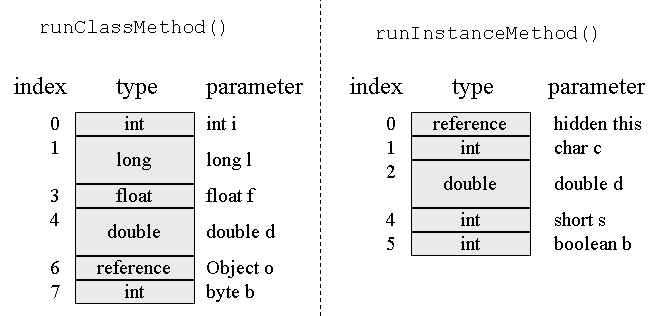 runClassMethod()
index type parameter
0 int int i
1 long long l
3 float float f
4 double double d
6 reference Object o
7 int byte b
runInstanceMethod()
index type parameter
0 reference hidden this
1 int char c
2 double double d
4 int short s
5 int boolean b